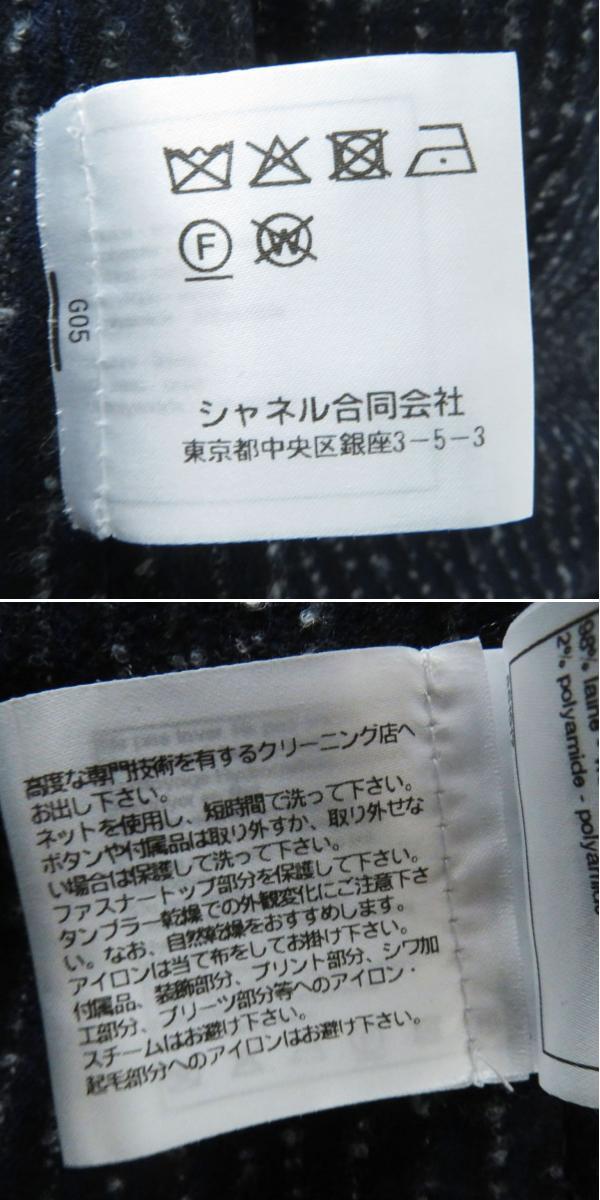 F
W
G05
シャネル合同会社
東京都中央区銀座3-5-3
高度な専門技術を有するクリーニング店へ
お出し下さい。
ネットを使用し、短時間で洗って下さい。
ボタンや付属品は取り外すか、取り外せな
い場合は保護して洗って下さい。
ファスナートップ部分を保護して下さい。
タンブラー乾燥での外観変化にご注意下さ
い。なお、自然乾燥をおすすめします。
アイロンは当て布をしてお掛け下さい。
付属品、装飾部分、プリント部分、シワ加
工部分、プリーツ部分等へのアイロン・
スチームはお避け下さい。
起毛部分へのアイロンはお避け下さい。
98% laine -
2% polyamide - polyamide